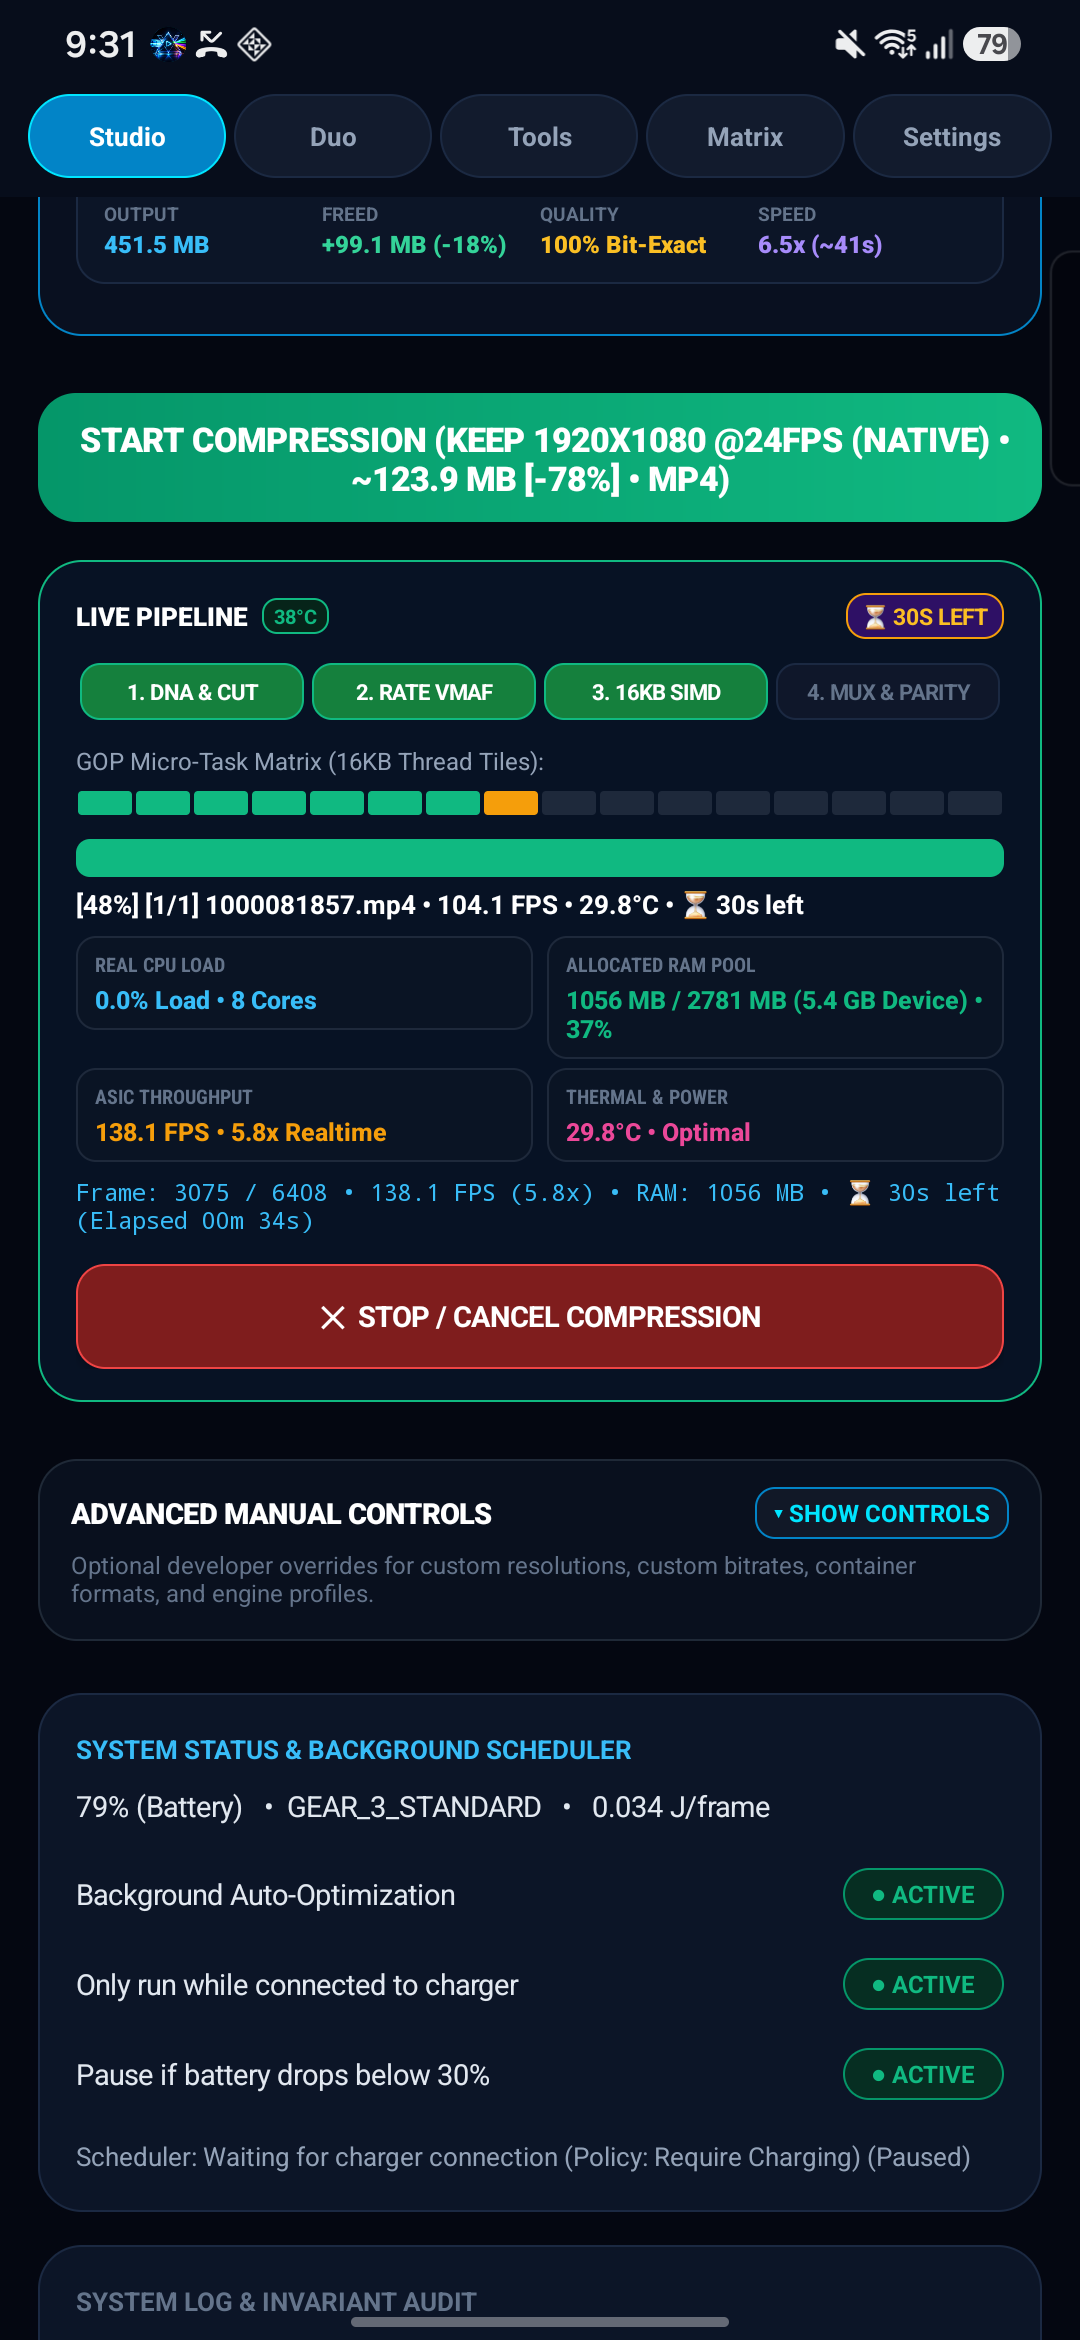 9:31
5
79
Studio
Duo
Tools
Matrix
Settings
OUTPUT
FREED
QUALITY
SPEED
451.5 MB
+99.1 MB (-18%)
100% Bit-Exact
6.5x (~41s)
START COMPRESSION (KEEP 1920X1080 @24FPS (NATIVE) •
~123.9 MB [-78%] • MP4)
LIVE PIPELINE
38°C
⏳ 30S LEFT
1. DNA & CUT
2. RATE VMAF
3. 16KB SIMD
4. MUX & PARITY
GOP Micro-Task Matrix (16KB Thread Tiles):
[48%] [1/1] 1000081857.mp4 • 104.1 FPS • 29.8°C • ⏳ 30s left
REAL CPU LOAD
0.0% Load • 8 Cores
ALLOCATED RAM POOL
1056 MB / 2781 MB (5.4 GB Device) •
37%
ASIC THROUGHPUT
138.1 FPS • 5.8x Realtime
THERMAL & POWER
29.8°C • Optimal
Frame: 3075 / 6408 • 138.1 FPS (5.8x) • RAM: 1056 MB • ⏳ 30s left
(Elapsed 00m 34s)
✕ STOP / CANCEL COMPRESSION
ADVANCED MANUAL CONTROLS
▾ SHOW CONTROLS
Optional developer overrides for custom resolutions, custom bitrates, container
formats, and engine profiles.
SYSTEM STATUS & BACKGROUND SCHEDULER
79% (Battery) • GEAR_3_STANDARD • 0.034 J/frame
Background Auto-Optimization
● ACTIVE
Only run while connected to charger
● ACTIVE
Pause if battery drops below 30%
● ACTIVE
Scheduler: Waiting for charger connection (Policy: Require Charging) (Paused)
SYSTEM LOG & INVARIANT AUDIT